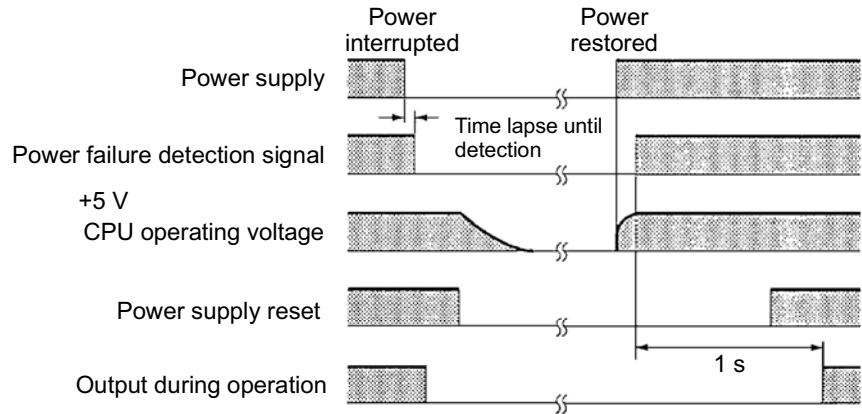 Power
interrupted
Power
restored
Power supply
Time lapse until
detection
Power failure detection signal
+5 V
CPU operating voltage
Power supply reset
1 s
Output during operation